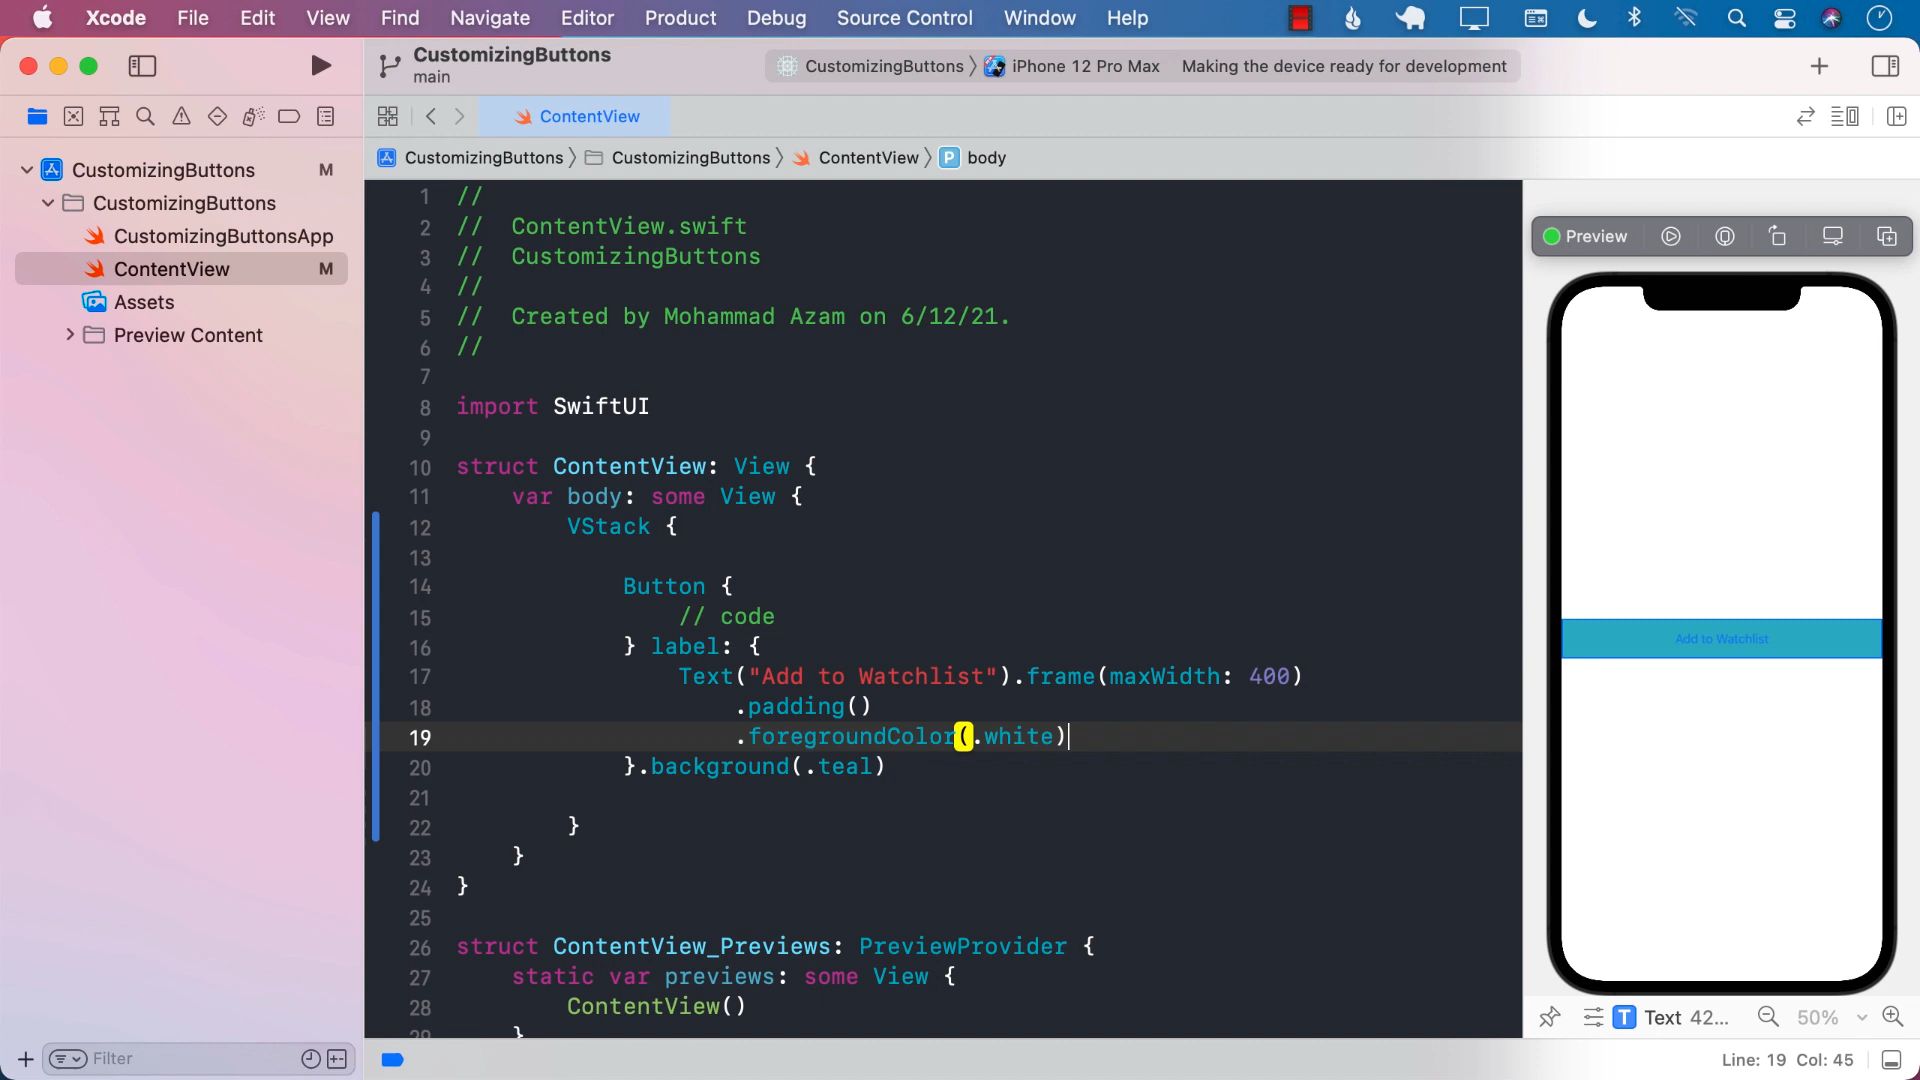 Xcode File Edit View Find Navigate Editor Product Debug Source Control Window Help
CustomizingButtons
main
CustomizingButtons iPhone 12 Pro Max Making the device ready for development
ContentView
CustomizingButtons CustomizingButtons ContentView P body
CustomizingButtons M
CustomizingButtons
CustomizingButtonsApp
ContentView M
Assets
Preview Content
1 //
2 //  ContentView.swift
3 //  CustomizingButtons
4 //
5 //  Created by Mohammad Azam on 6/12/21.
6 //
7
8 import SwiftUI
9
10 struct ContentView: View {
11 var body: some View {
12 VStack {
13
14 Button {
15 // code
16 } label: {
17 Text("Add to Watchlist").frame(maxWidth: 400)
18 .padding()
19 .foregroundColor(.white)
20 }.background(.teal)
21
22 }
23 }
24 }
25
26 struct ContentView_Previews: PreviewProvider {
27 static var previews: some View {
28 ContentView()
29 }
Preview
Add to Watchlist
T Text 42... 50%
Filter
Line: 19 Col: 45